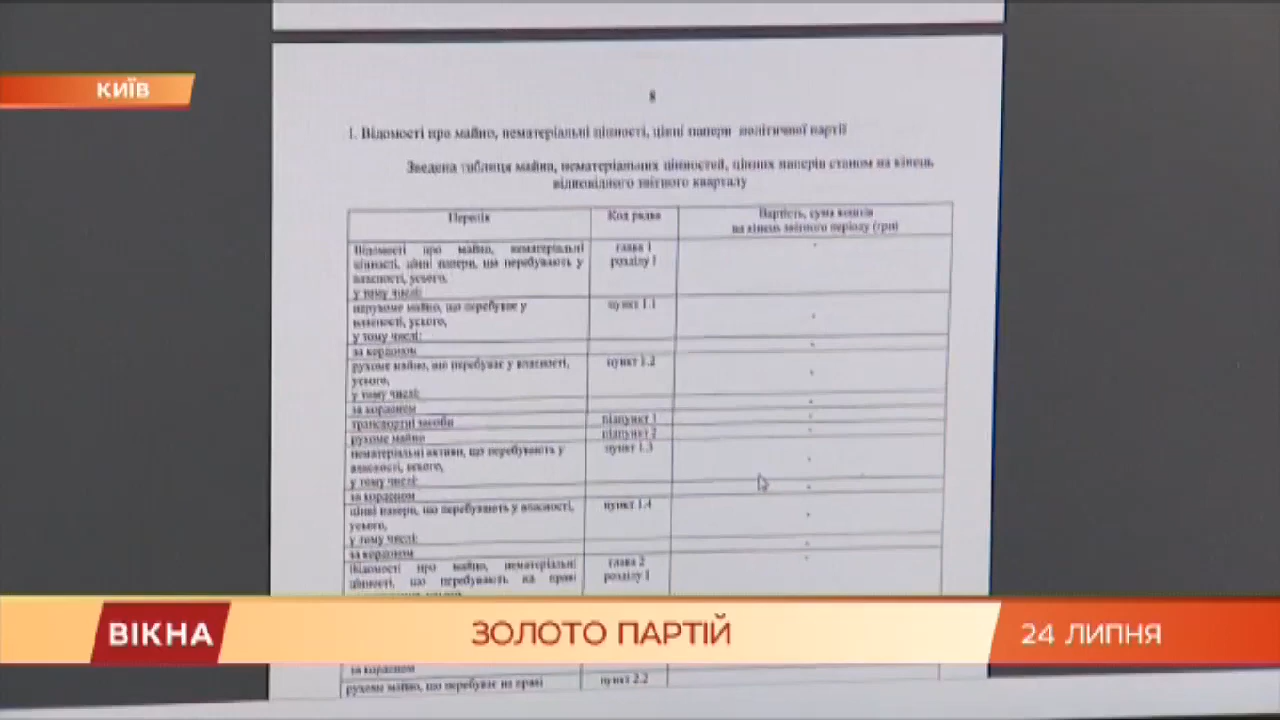 КИЇВ
8
І. Відомості про майно, нематеріальні цінності, цінні папери політичної партії
Зведена таблиця майна, нематеріальних цінностей, цінних паперів станом на кінець
відповідного звітного кварталу
Перелік
Код рядка
Вартість, сума коштів
на кінець звітного періоду (грн)
Відомості про майно, нематеріальні
цінності, цінні папери, що перебувають у
власності, усього,
у тому числі:
глава 1
розділу І
-
нерухоме майно, що перебуває у
власності, усього,
у тому числі:
пункт 1.1
-
за кордоном
-
рухоме майно, що перебуває у власності,
усього,
у тому числі:
пункт 1.2
-
за кордоном
-
транспортні засоби
підпункт 1
-
рухоме майно
підпункт 2
-
нематеріальні активи, що перебувають у
власності, усього,
у тому числі:
пункт 1.3
-
за кордоном
-
цінні папери, що перебувають у власності,
усього,
у тому числі:
пункт 1.4
-
за кордоном
-
Відомості про майно, нематеріальні
цінності, що перебувають на праві
глава 2
розділу І
-
ВІКНА
ЗОЛОТО ПАРТІЙ
24 ЛИПНЯ
за кордоном
рухоме майно, що перебуває на праві
пункт 2.2